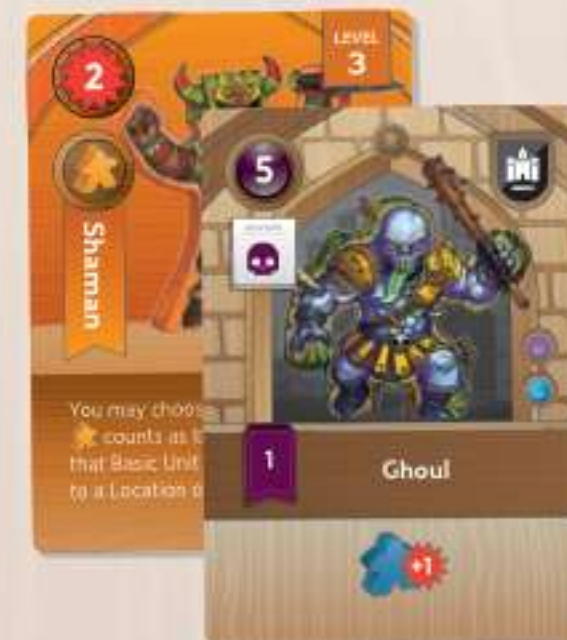 LEVEL
3
2
Shaman
You may choos
counts as b
that Basic Unit
to a Location o
5
1
Ghoul
+1